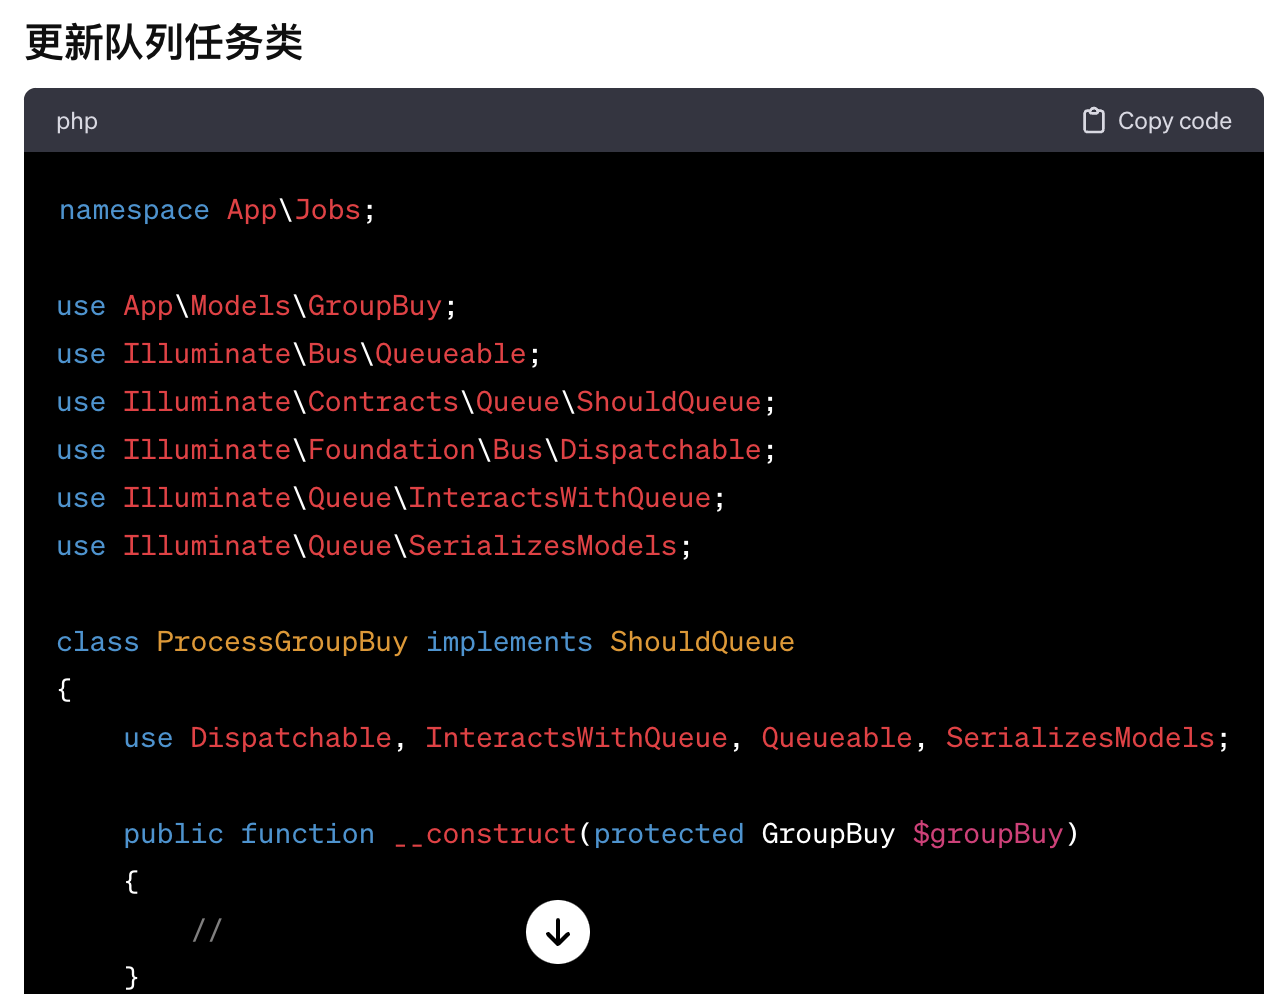 更新队列任务类
php
Copy code
namespace App\Jobs;
use App\Models\GroupBuy;
use Illuminate\Bus\Queueable;
use Illuminate\Contracts\Queue\ShouldQueue;
use Illuminate\Foundation\Bus\Dispatchable;
use Illuminate\Queue\InteractsWithQueue;
use Illuminate\Queue\SerializesModels;
class ProcessGroupBuy implements ShouldQueue
{
    use Dispatchable, InteractsWithQueue, Queueable, SerializesModels;
    public function __construct(protected GroupBuy $groupBuy)
    {
        //
    }